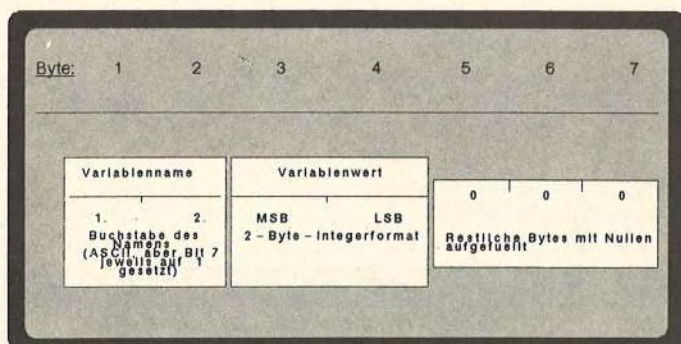 Byte: 1 2 3 4 5 6 7
Variablenname
1. 2.
Buchstabe des
Namens
(ASCII, aber Bit 7
jeweils auf 1
gesetzt)
Variablenwert
MSB LSB
2 - Byte - Integerformat
0 0 0
Restliche Bytes mit Nullen
aufgefuellt